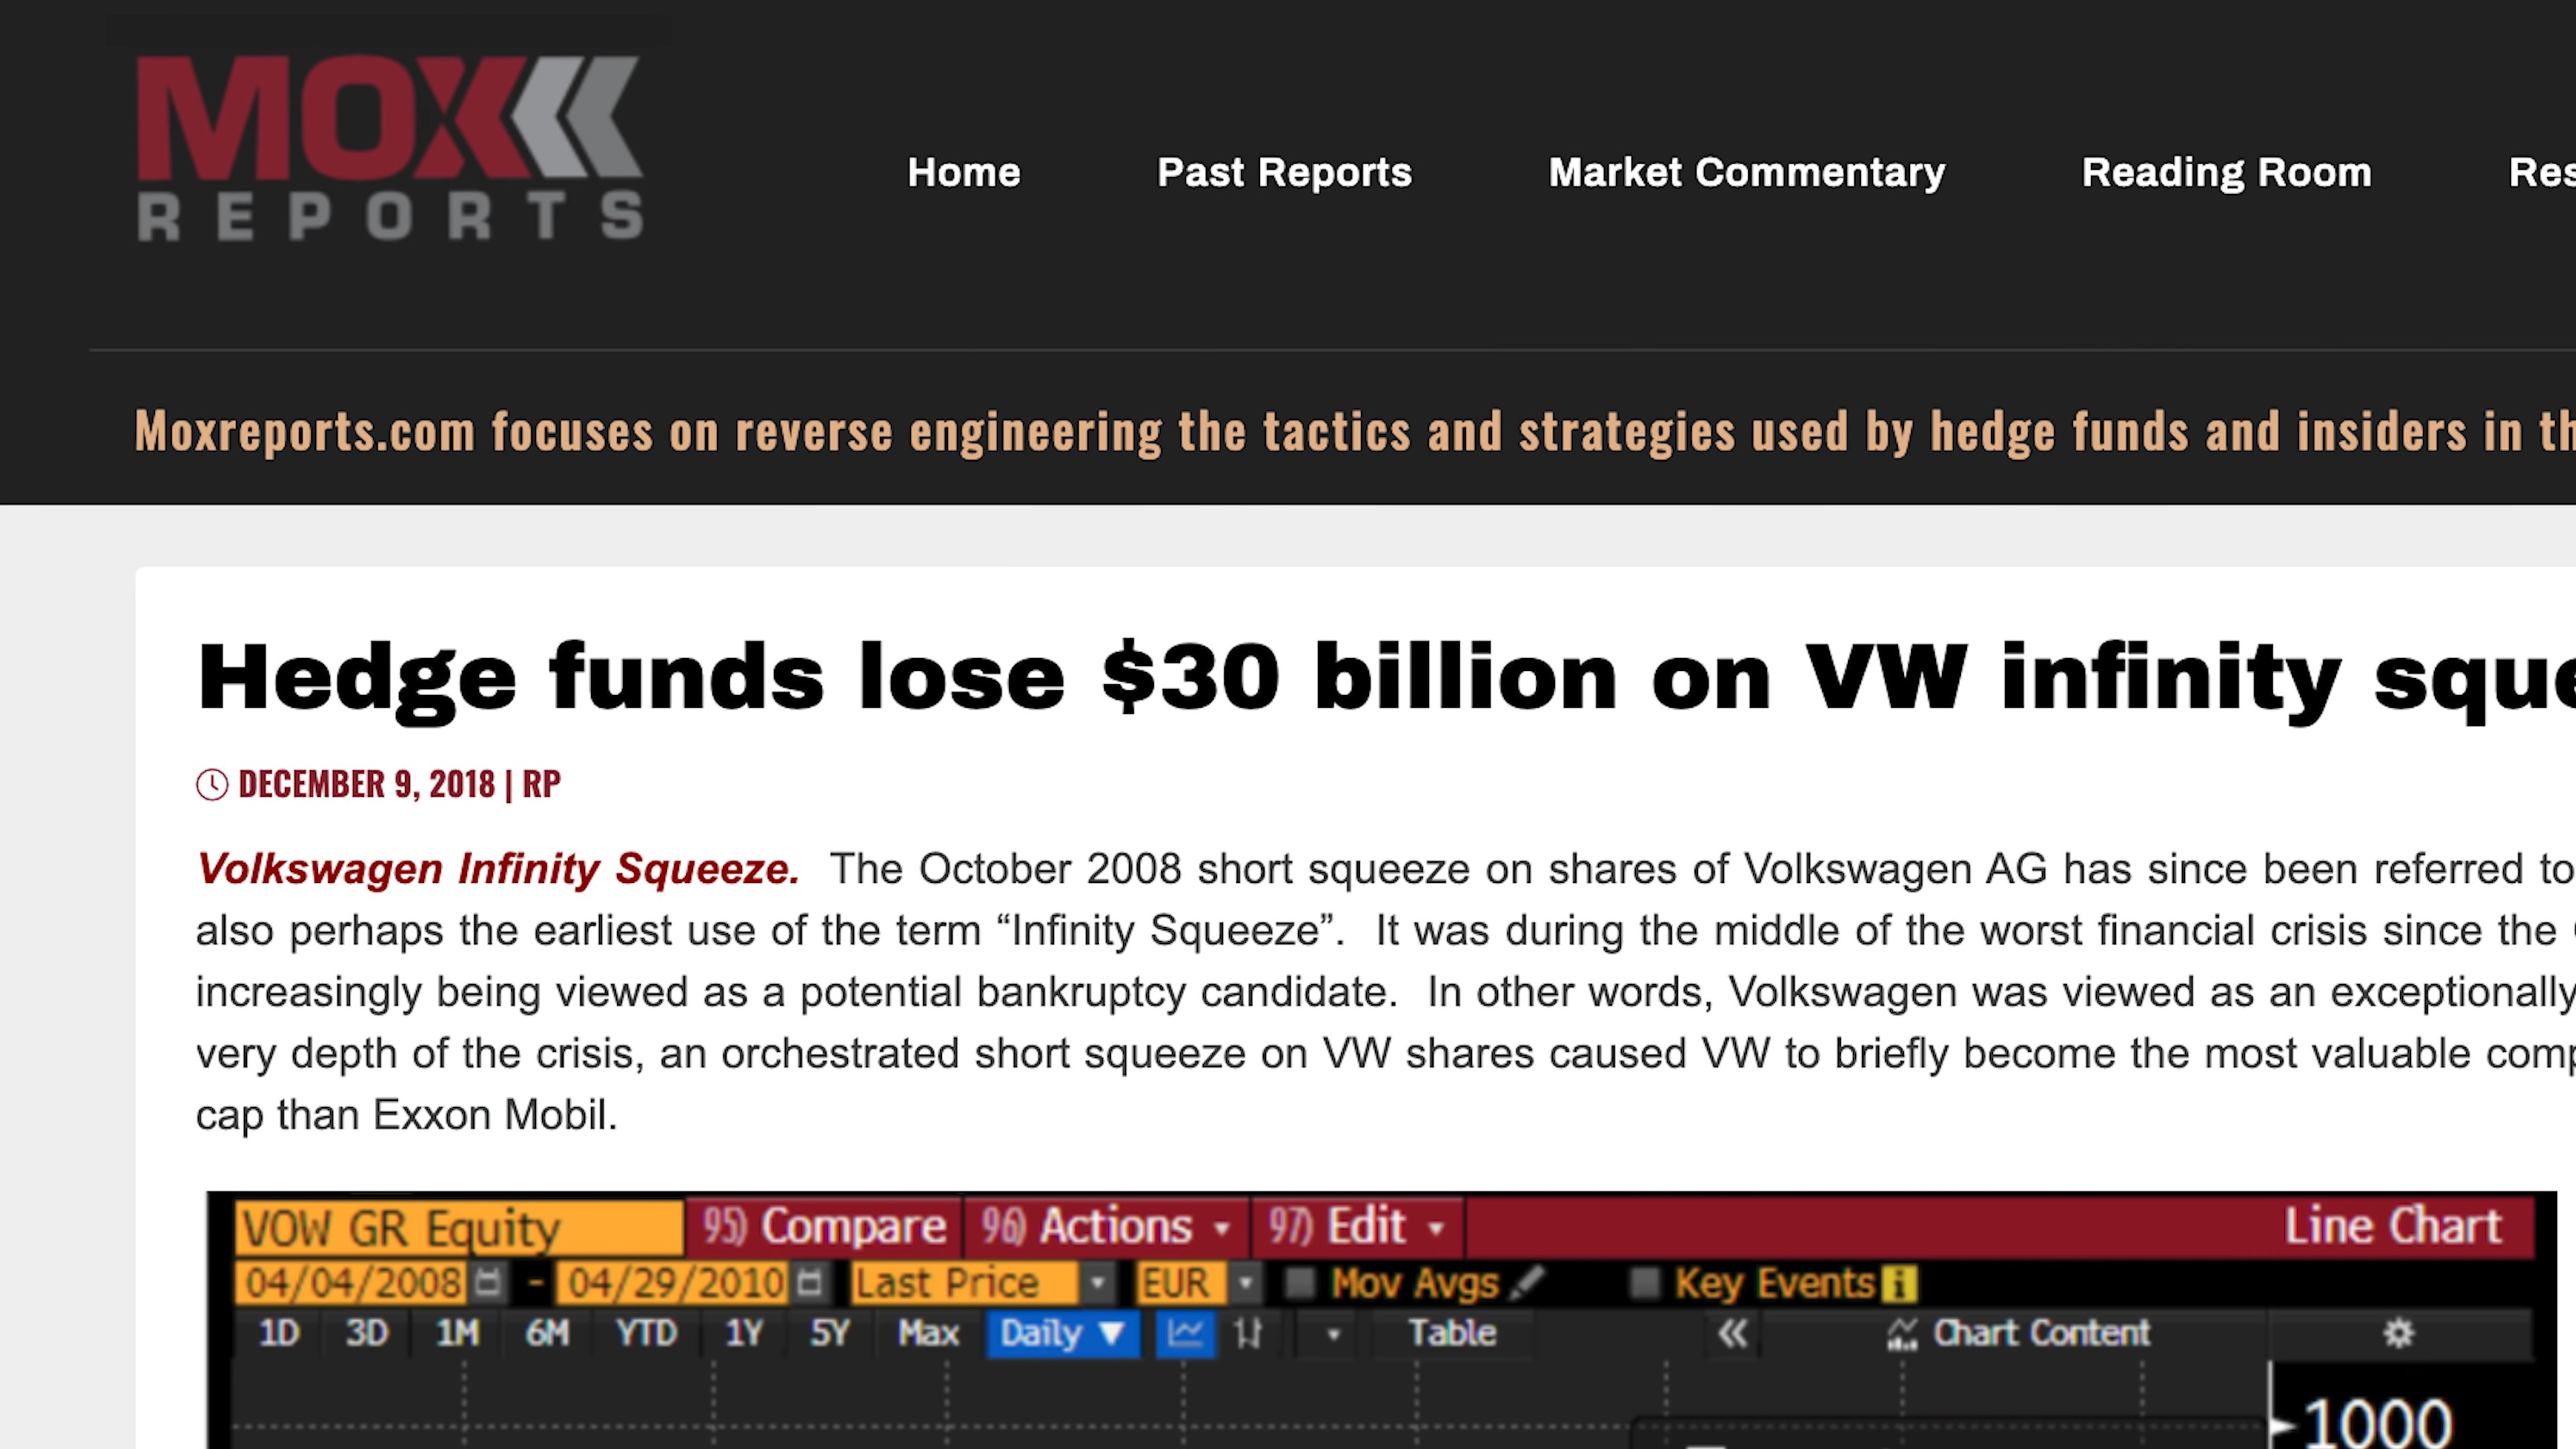 MOX
REPORTS
Home Past Reports Market Commentary Reading Room
Moxreports.com focuses on reverse engineering the tactics and strategies used by hedge funds and insiders in
Hedge funds lose $30 billion on VW infinity
DECEMBER 9, 2018 | RP
Volkswagen Infinity Squeeze. The October 2008 short squeeze on shares of Volkswagen AG has since been referred to
also perhaps the earliest use of the term “Infinity Squeeze”. It was during the middle of the worst financial crisis since the
increasingly being viewed as a potential bankruptcy candidate. In other words, Volkswagen was viewed as an exceptionally
very depth of the crisis, an orchestrated short squeeze on VW shares caused VW to briefly become the most valuable
cap than Exxon Mobil.
VOW GR Equity 95) Compare 96) Actions 97) Edit Line Chart
04/04/2008 - 04/29/2010 Last Price EUR Mov Avgs Key Events i
1D 3D 1M 6M YTD 1Y 5Y Max Daily ▼ Table « Chart Content
1000